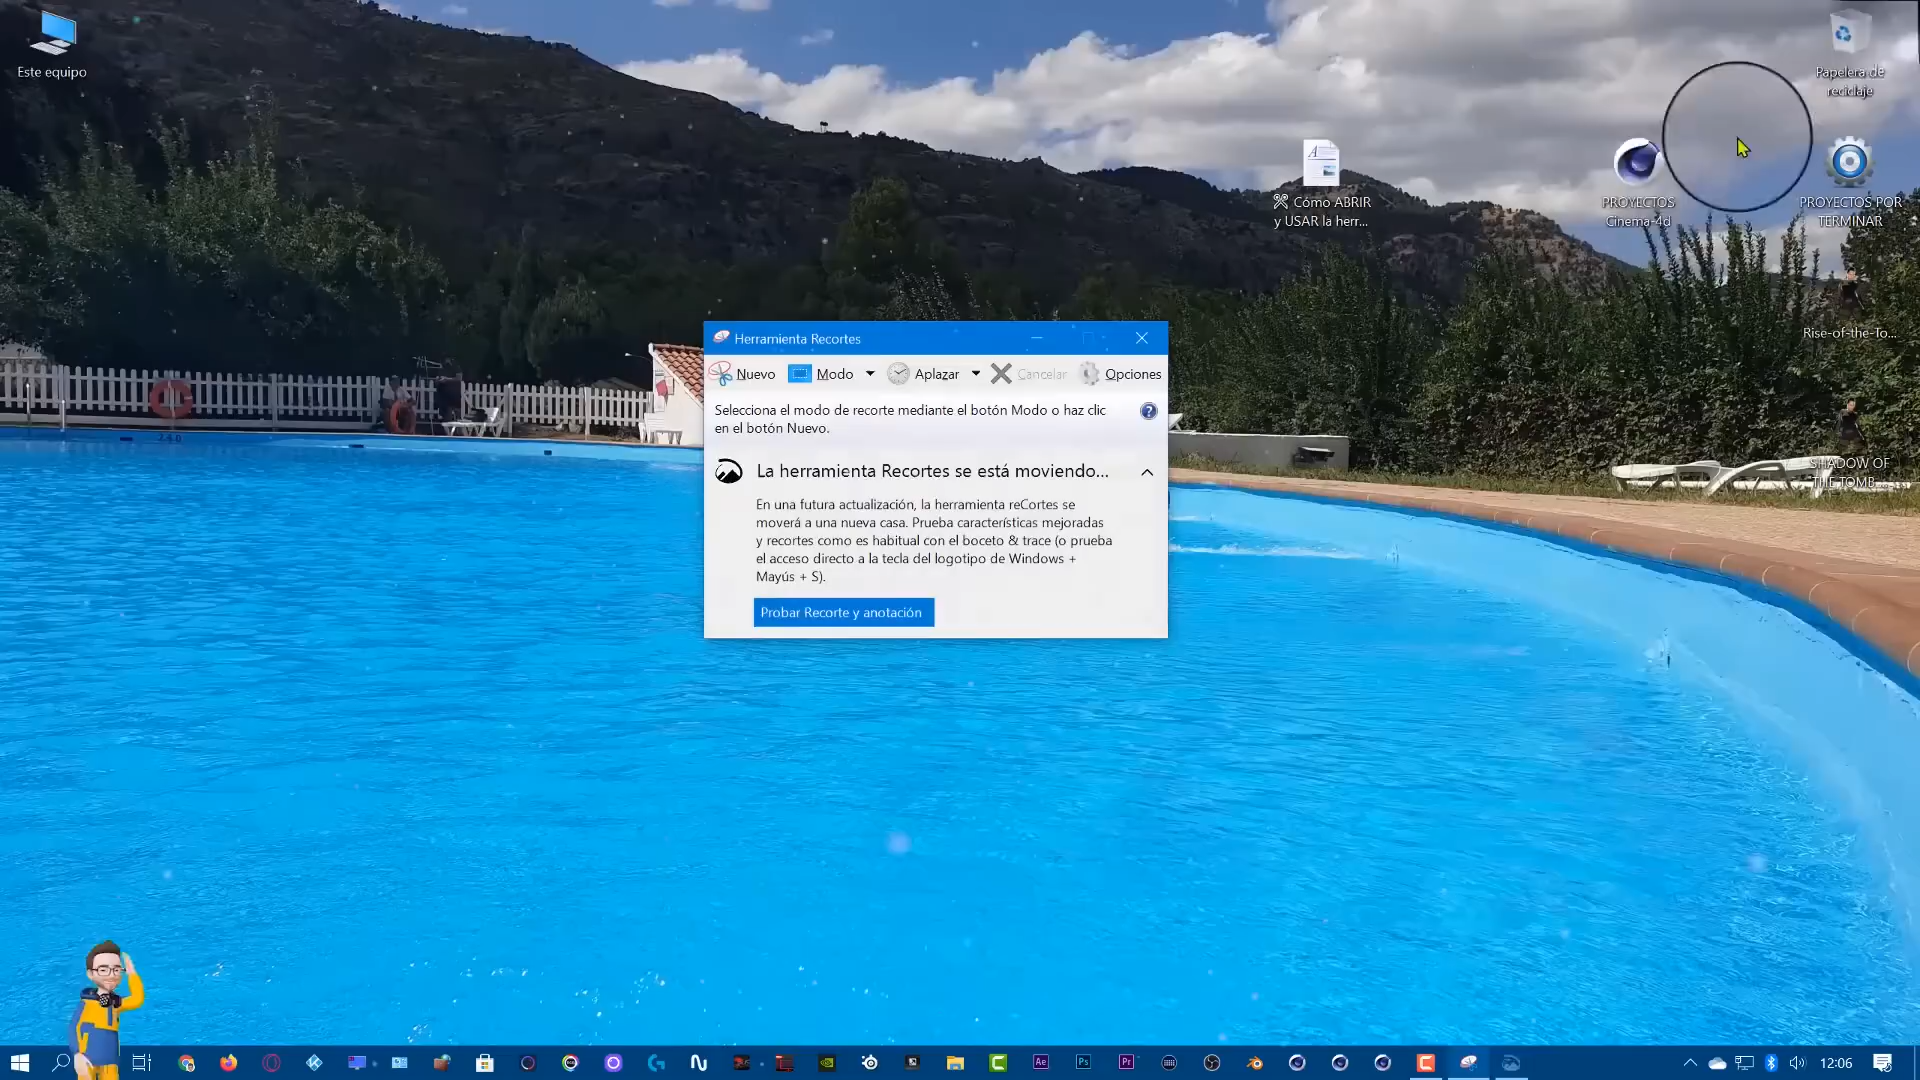 Este equipo
Papelera de
reciclaje
Cómo ABRIR
y USAR la herr...
PROYECTOS
Cinema-4d
PROYECTOS POR
TERMINAR
Rise-of-the-To...
SHADOW OF
THE TOMB...
Herramienta Recortes
Nuevo Modo Aplazar Cancelar Opciones
Selecciona el modo de recorte mediante el botón Modo o haz clic
en el botón Nuevo.
La herramienta Recortes se está moviendo...
En una futura actualización, la herramienta reCortes se
moverá a una nueva casa. Prueba características mejoradas
y recortes como es habitual con el boceto & trace (o prueba
el acceso directo a la tecla del logotipo de Windows +
Mayús + S).
Probar Recorte y anotación
Ae Ps Pr
12:06